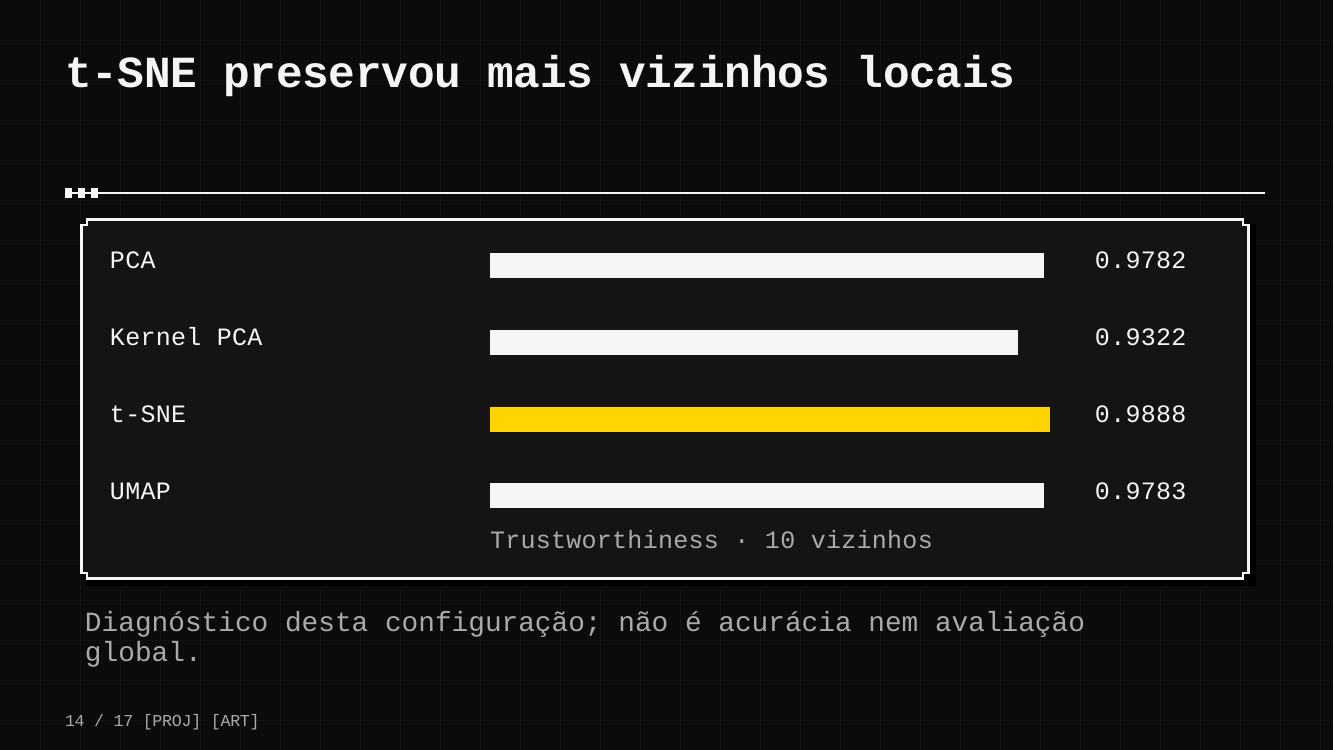 t-SNE preservou mais vizinhos locais
PCA 0.9782
Kernel PCA 0.9322
t-SNE 0.9888
UMAP 0.9783
Trustworthiness · 10 vizinhos
Diagnóstico desta configuração; não é acurácia nem avaliação
global.
14 / 17 [PROJ] [ART]